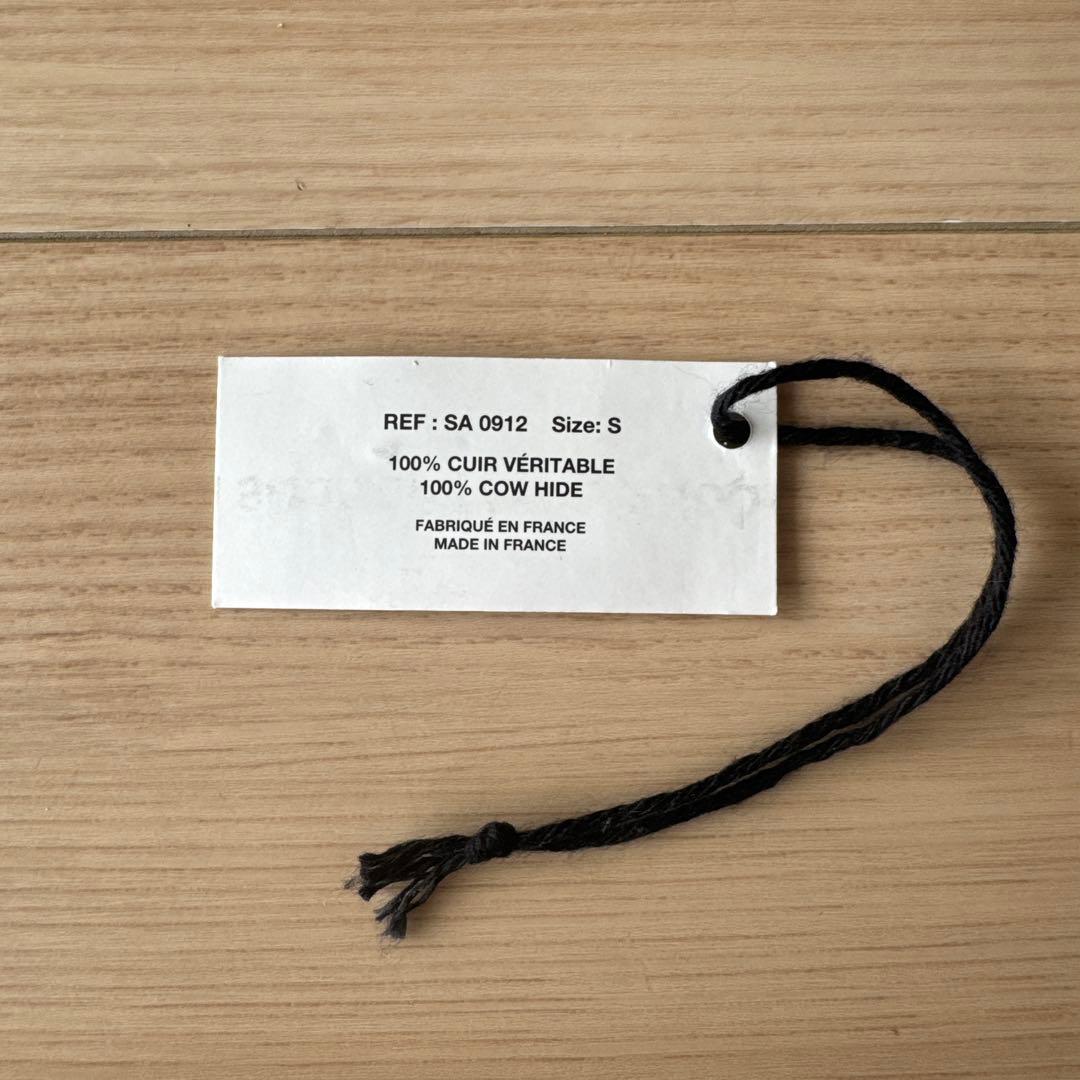 REF : SA 0912 Size: S
100% CUIR VÉRITABLE
100% COW HIDE
FABRIQUÉ EN FRANCE
MADE IN FRANCE